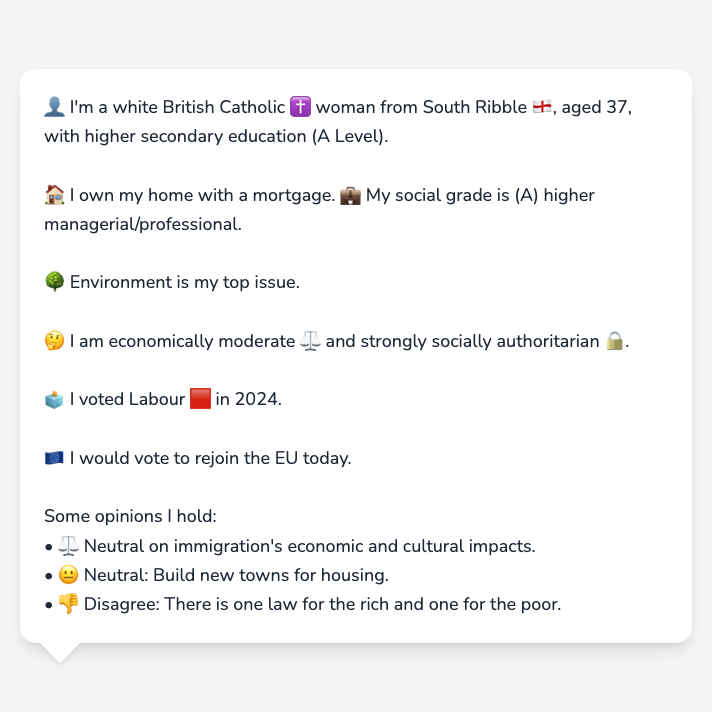 👤 I'm a white British Catholic ✝️ woman from South Ribble 🏴󠁧󠁢󠁥󠁮󠁧󠁿, aged 37,
with higher secondary education (A Level).
🏠 I own my home with a mortgage. 💼 My social grade is (A) higher
managerial/professional.
🌳 Environment is my top issue.
🤔 I am economically moderate ⚖️ and strongly socially authoritarian 🔒.
🗳️ I voted Labour 🟥 in 2024.
🇪🇺 I would vote to rejoin the EU today.
Some opinions I hold:
• ⚖️ Neutral on immigration's economic and cultural impacts.
• 😐 Neutral: Build new towns for housing.
• 👎 Disagree: There is one law for the rich and one for the poor.